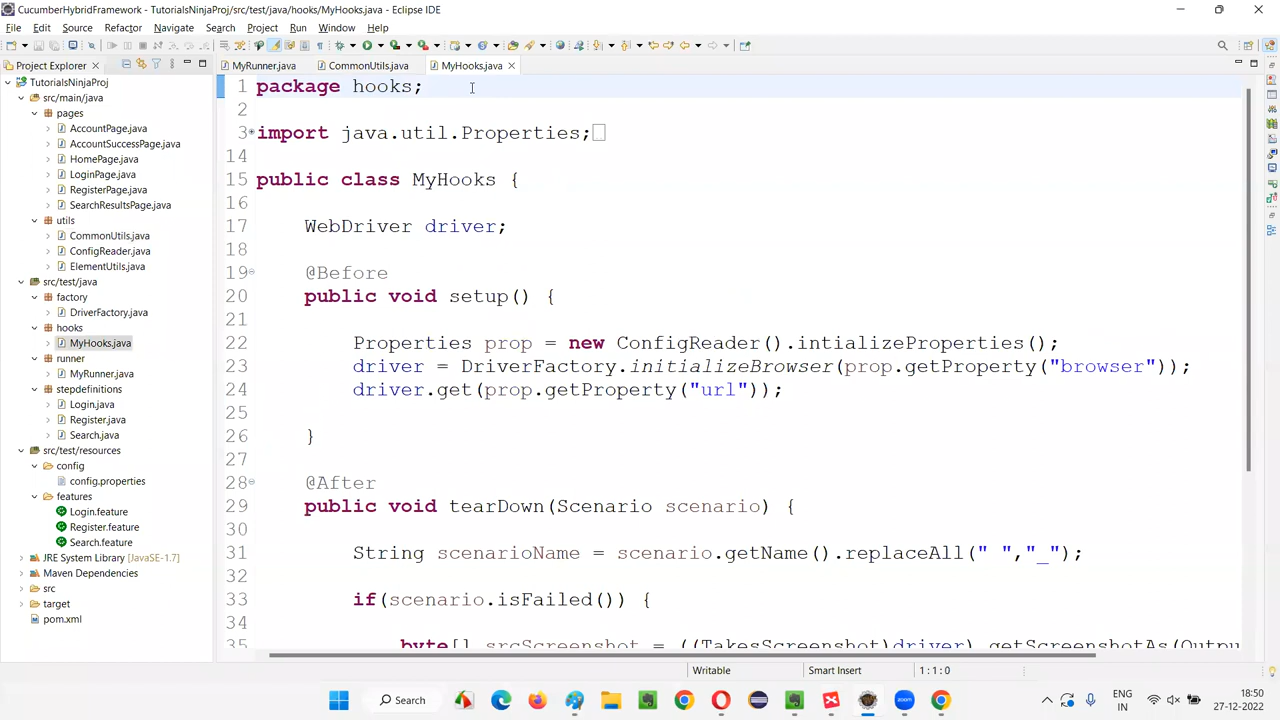 CucumberHybridFramework - TutorialsNinjaProj/src/test/java/hooks/MyHooks.java - Eclipse IDE
File Edit Source Refactor Navigate Search Project Run Window Help
Project Explorer
MyRunner.java CommonUtils.java MyHooks.java
TutorialsNinjaProj
src/main/java
pages
AccountPage.java
AccountSuccessPage.java
HomePage.java
LoginPage.java
RegisterPage.java
SearchResultsPage.java
utils
CommonUtils.java
ConfigReader.java
ElementUtils.java
src/test/java
factory
DriverFactory.java
hooks
MyHooks.java
runner
MyRunner.java
stepdefinitions
Login.java
Register.java
Search.java
src/test/resources
config
config.properties
features
Login.feature
Register.feature
Search.feature
JRE System Library [JavaSE-1.7]
Maven Dependencies
src
target
pom.xml
1 package hooks;
2
3 import java.util.Properties;
14
15 public class MyHooks {
16
17 WebDriver driver;
18
19 @Before
20 public void setup() {
21
22 Properties prop = new ConfigReader().intializeProperties();
23 driver = DriverFactory.initializeBrowser(prop.getProperty("browser"));
24 driver.get(prop.getProperty("url"));
25
26 }
27
28 @After
29 public void tearDown(Scenario scenario) {
30
31 String scenarioName = scenario.getName().replaceAll(" ","_");
32
33 if(scenario.isFailed()) {
34
35 byte[] srcScreenshot = ((TakesScreenshot)driver).getScreenshotAs(Outpu
Writable Smart Insert 1 : 1 : 0
Search
ENG
IN
18:50
27-12-2022